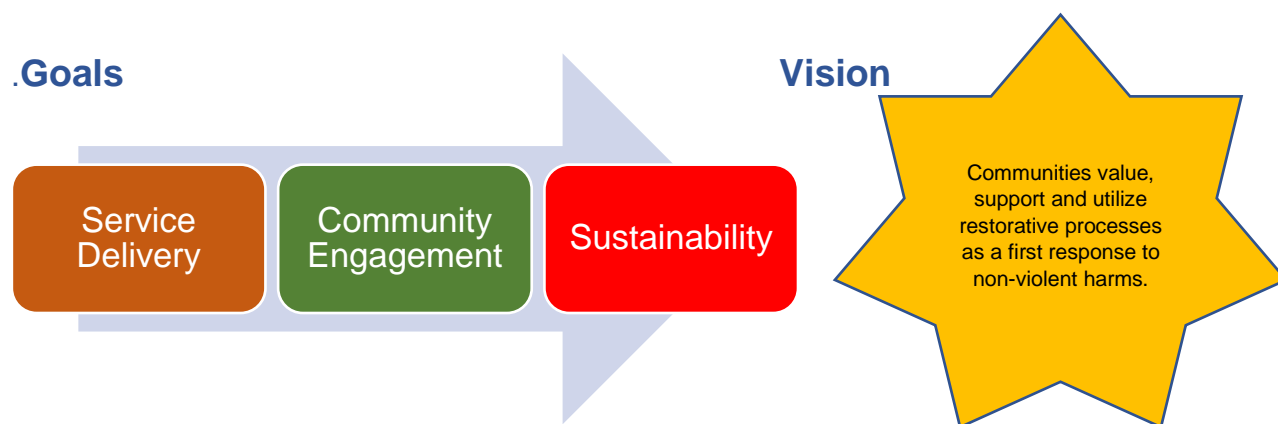 .Goals
Vision
Service
Delivery
Community
Engagement
Sustainability
Communities value,
support and utilize
restorative processes
as a first response to
non-violent harms.